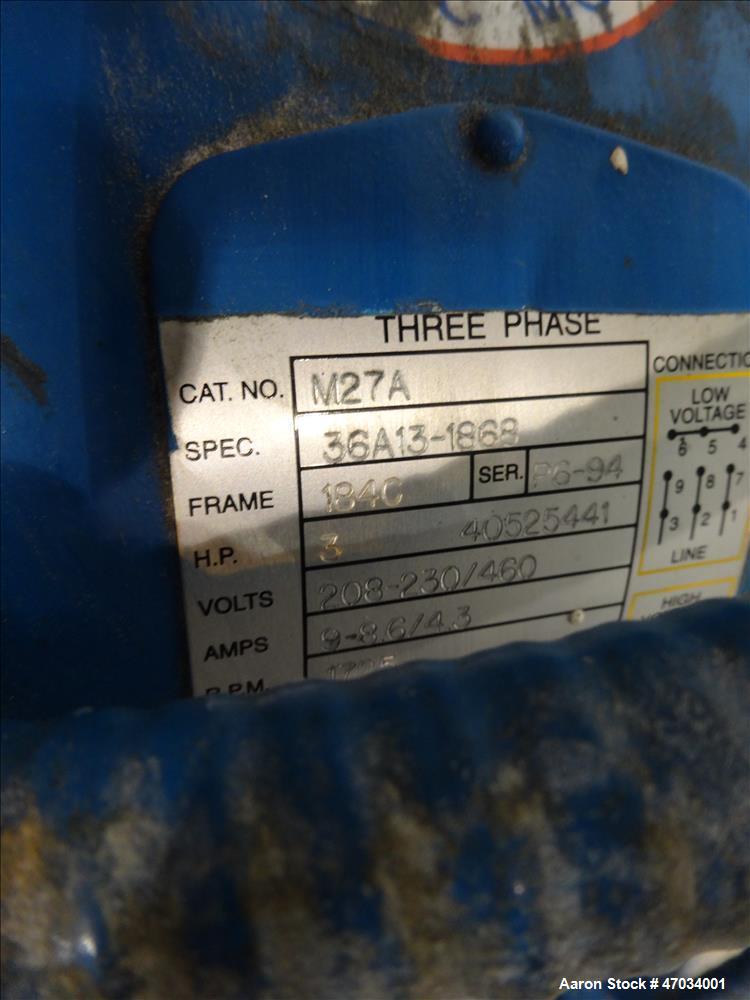 THREE PHASE
CAT. NO. M27A
SPEC. 36A13-1868
FRAME 184C SER. P6-94
H.P. 3 40525441
VOLTS 208-230/460
AMPS 9-8.6/4.3
R.P.M. 1725
CONNECTIO
LOW
VOLTAGE
6 5 4
9 8 7
3 2 1
LINE
HIGH
Aaron Stock # 47034001